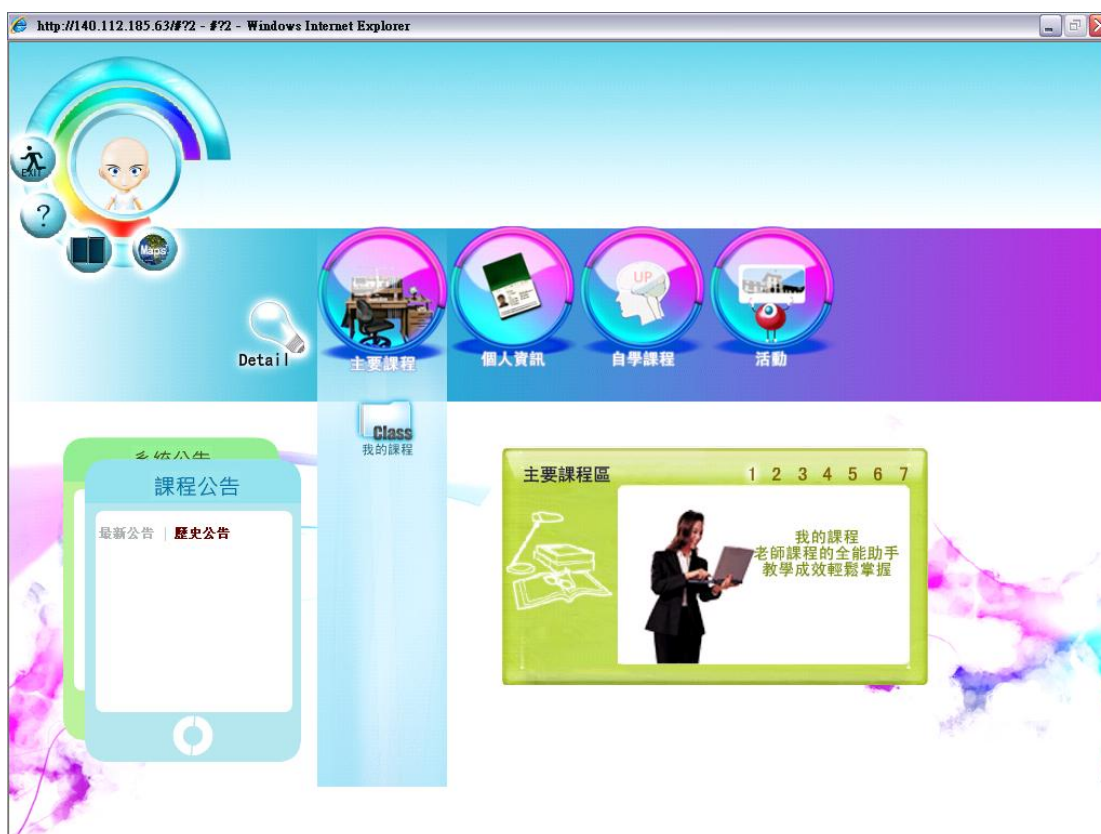 http://140.112.185.63/#?2 - #?2 - Windows Internet Explorer
EXIT
?
Maps
Detail
主要課程
個人資訊
UP
自學課程
活動
Class
我的課程
系統公告
課程公告
最新公告 | 歷史公告
主要課程區
1 2 3 4 5 6 7
我的課程
老師課程的全能助手
教學成效輕鬆掌握